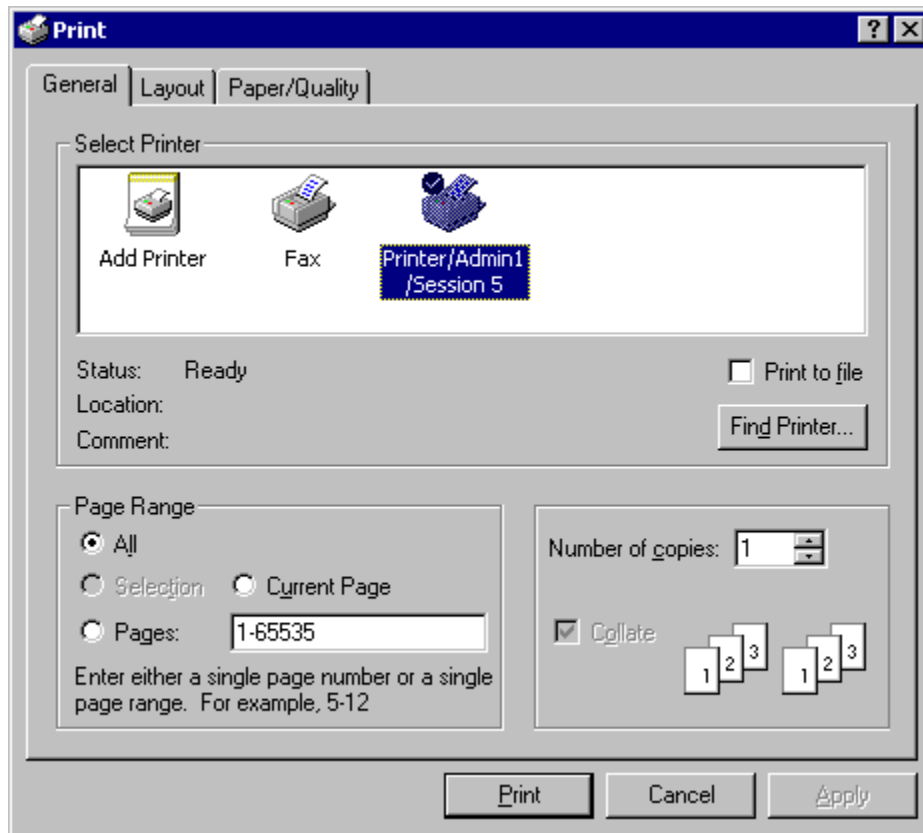 Print
General Layout Paper/Quality
Select Printer
Add Printer Fax Printer/Admin1
/Session 5
Status: Ready
Print to file
Location:
Find Printer...
Comment:
Page Range
All
Selection Current Page
Pages: 1-65535
Enter either a single page number or a single
page range. For example, 5-12
Number of copies: 1
Collate
1 2 3 1 2 3
Print Cancel Apply